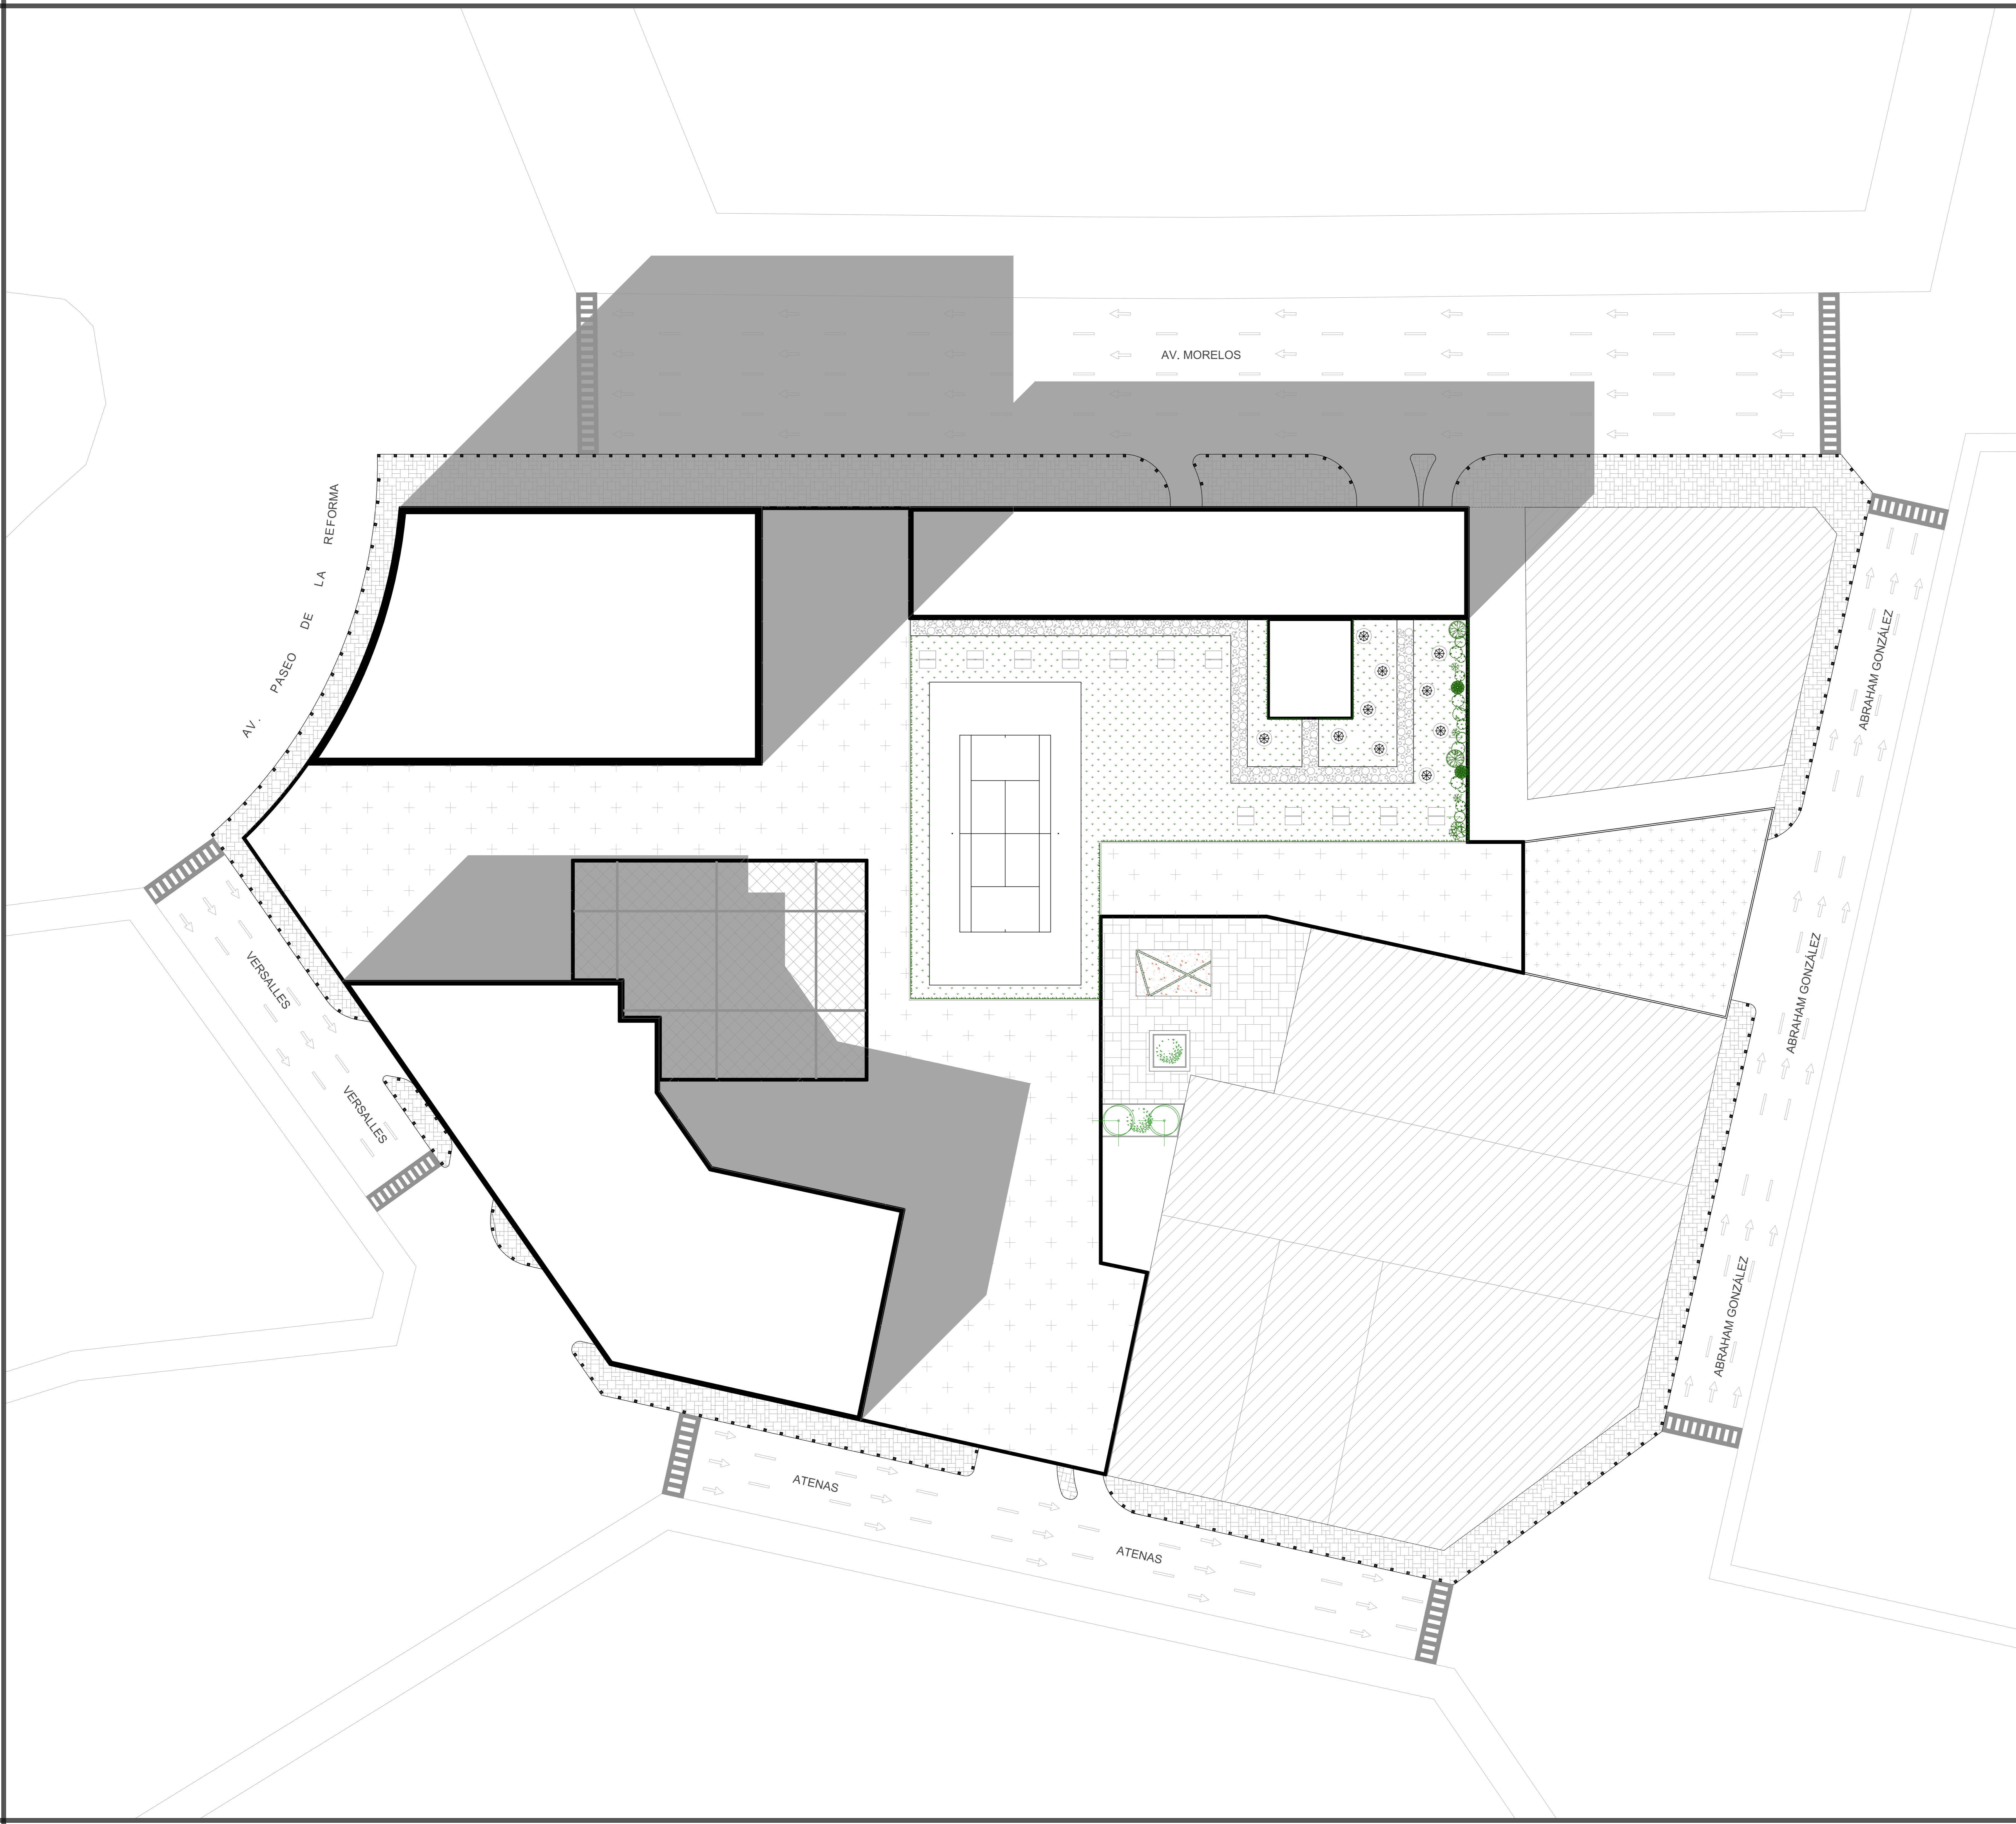 AV. MORELOS
AV. PASEO DE LA REFORMA
ABRAHAM GONZÁLEZ
ABRAHAM GONZÁLEZ
VERSALLES
VERSALLES
ABRAHAM GONZÁLEZ
ATENAS
ATENAS